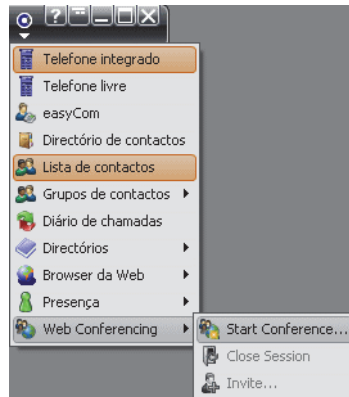 Telefone integrado
Telefone livre
easyCom
Directório de contactos
Lista de contactos
Grupos de contactos
Diário de chamadas
Directórios
Browser da Web
Presença
Web Conferencing
Start Conference...
Close Session
Invite...